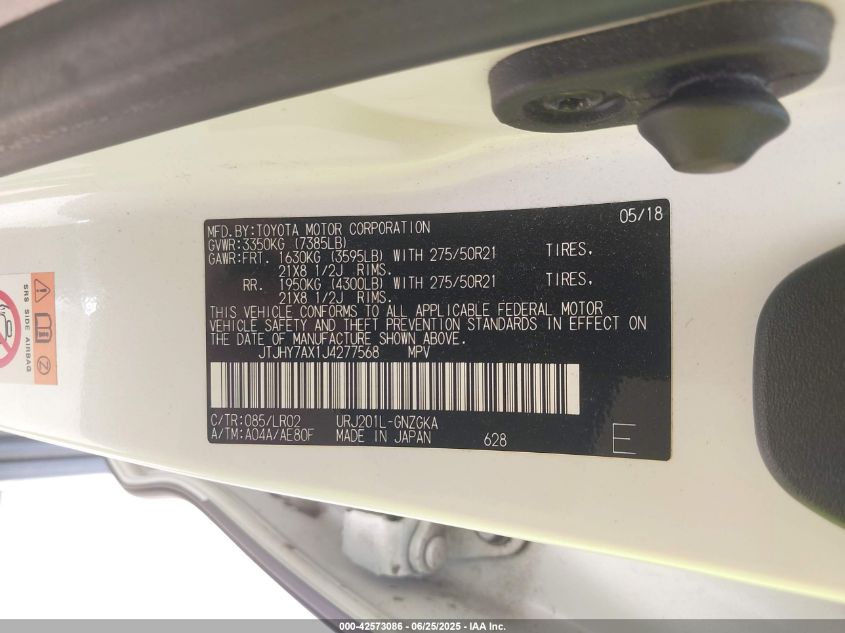 05/18
MFD.BY:TOYOTA MOTOR CORPORATION
GVWR:3350KG (7385LB)
GAWR:FRT. 1630KG (3595LB) WITH 275/50R21 TIRES,
21X8 1/2J RIMS.
RR. 1950KG (4300LB) WITH 275/50R21 TIRES,
21X8 1/2J RIMS.
THIS VEHICLE CONFORMS TO ALL APPLICABLE FEDERAL MOTOR
VEHICLE SAFETY AND THEFT PREVENTION STANDARDS IN EFFECT ON
THE DATE OF MANUFACTURE SHOWN ABOVE.
JTJHY7AX1J4277568 MPV
C/TR:085/LR02 URJ201L-GNZGKA
A/TM:A04A/AE80F MADE IN JAPAN 628 E
SRS SIDE AIRBAG
000-42573086 - 06/25/2025 - IAA Inc.